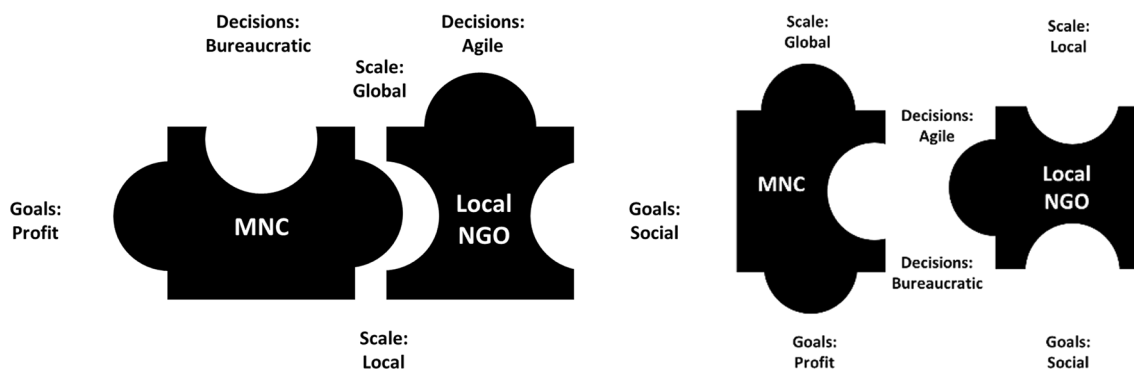 Decisions:
Bureaucratic
Decisions:
Agile
Scale:
Global
Goals:
Profit
MNC
Local
NGO
Goals:
Social
Scale:
Local
Scale:
Global
Scale:
Local
Decisions:
Agile
MNC
Local
NGO
Decisions:
Bureaucratic
Goals:
Profit
Goals:
Social